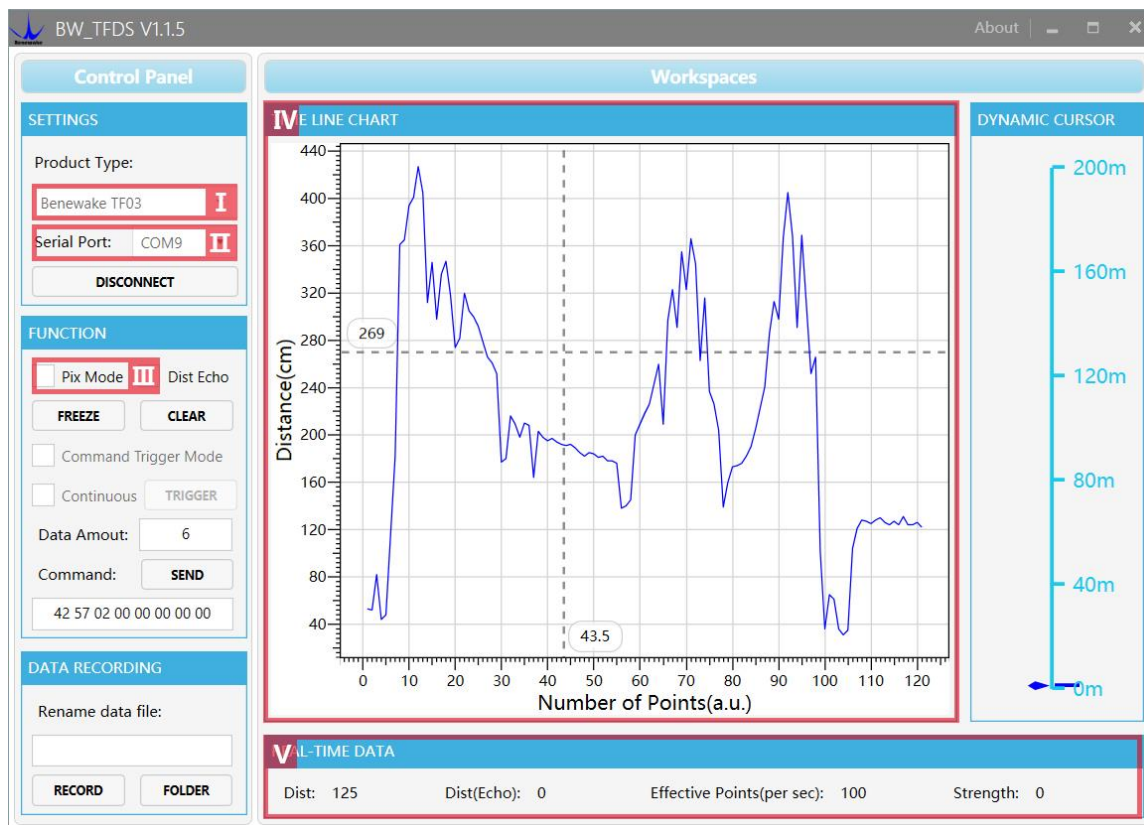 Benewake
BW_TFDS V1.1.5
About
Control Panel
SETTINGS
Product Type:
Benewake TF03 I
Serial Port: COM9 II
DISCONNECT
FUNCTION
Pix Mode III Dist Echo
FREEZE CLEAR
Command Trigger Mode
Continuous TRIGGER
Data Amout: 6
Command: SEND
42 57 02 00 00 00 00 00
DATA RECORDING
Rename data file:
RECORD FOLDER
Workspaces
IV E LINE CHART
440
400
360
320
280
240
200
160
120
80
40
Distance(cm)
269
43.5
0 10 20 30 40 50 60 70 80 90 100 110 120
Number of Points(a.u.)
DYNAMIC CURSOR
200m
160m
120m
80m
40m
0m
V AL-TIME DATA
Dist: 125 Dist(Echo): 0 Effective Points(per sec): 100 Strength: 0